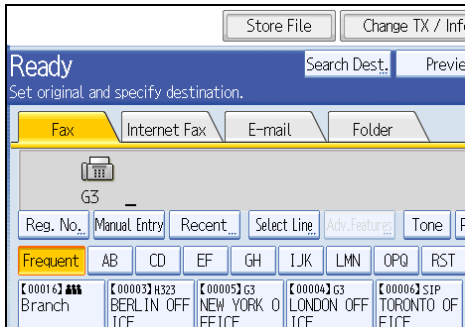 Store File Change TX / Info
Ready Search Dest. Previe
Set original and specify destination.
Fax Internet Fax E-mail Folder
G3 _
Reg. No. Manual Entry Recent Select Line Adv.Features Tone
Frequent AB CD EF GH IJK LMN OPQ RST
[00016] [00003]H323 [00005]G3 [00004]G3 [00006]SIP
Branch BERLIN OFF NEW YORK O LONDON OFF TORONTO OF
ICE FFICE ICE FICE